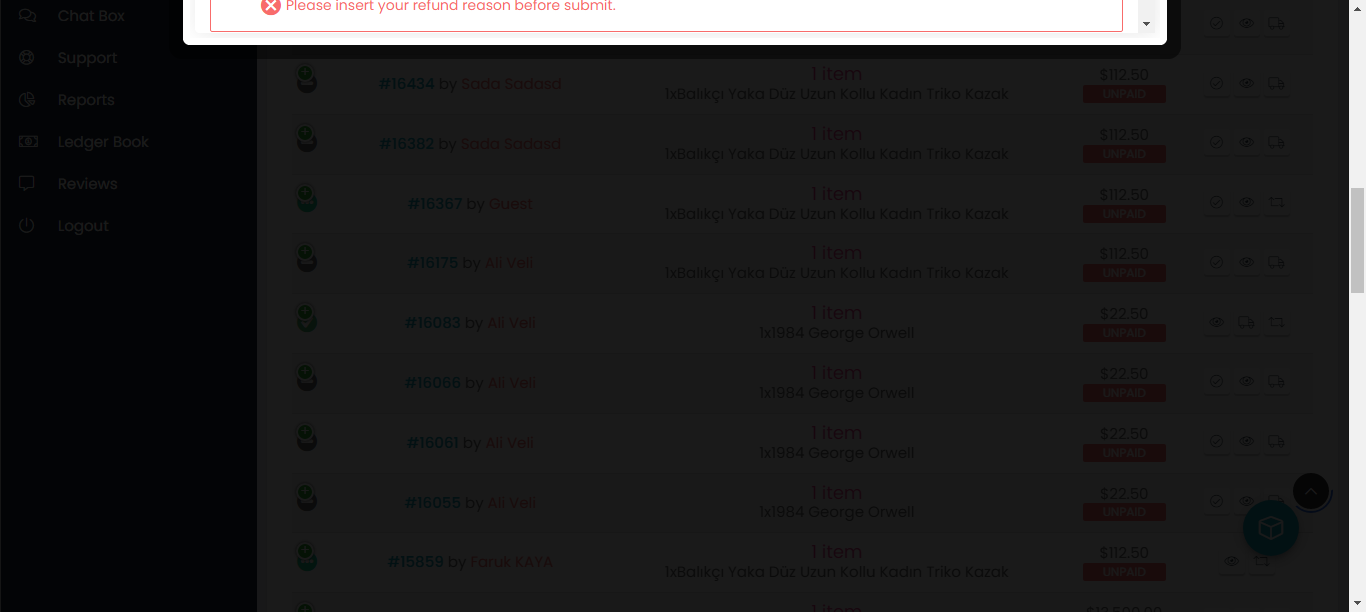 Please insert your refund reason before submit.
Chat Box
Support
Reports
Ledger Book
Reviews
Logout
#16434 by Sada Sadasd
1 item
1xBalıkçı Yaka Düz Uzun Kollu Kadın Triko Kazak
$112.50
UNPAID
#16382 by Sada Sadasd
1 item
1xBalıkçı Yaka Düz Uzun Kollu Kadın Triko Kazak
$112.50
UNPAID
#16367 by Guest
1 item
1xBalıkçı Yaka Düz Uzun Kollu Kadın Triko Kazak
$112.50
UNPAID
#16175 by Ali Veli
1 item
1xBalıkçı Yaka Düz Uzun Kollu Kadın Triko Kazak
$112.50
UNPAID
#16083 by Ali Veli
1 item
1x1984 George Orwell
$22.50
UNPAID
#16066 by Ali Veli
1 item
1x1984 George Orwell
$22.50
UNPAID
#16061 by Ali Veli
1 item
1x1984 George Orwell
$22.50
UNPAID
#16055 by Ali Veli
1 item
1x1984 George Orwell
$22.50
UNPAID
#15859 by Faruk KAYA
1 item
1xBalıkçı Yaka Düz Uzun Kollu Kadın Triko Kazak
$112.50
UNPAID
1 item